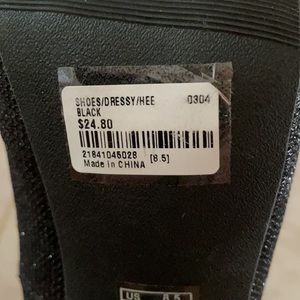 SHOES/DRESSY/HEE 0304
BLACK
$24.80
21841045028 [8.5]
Made in CHINA
US 8.5